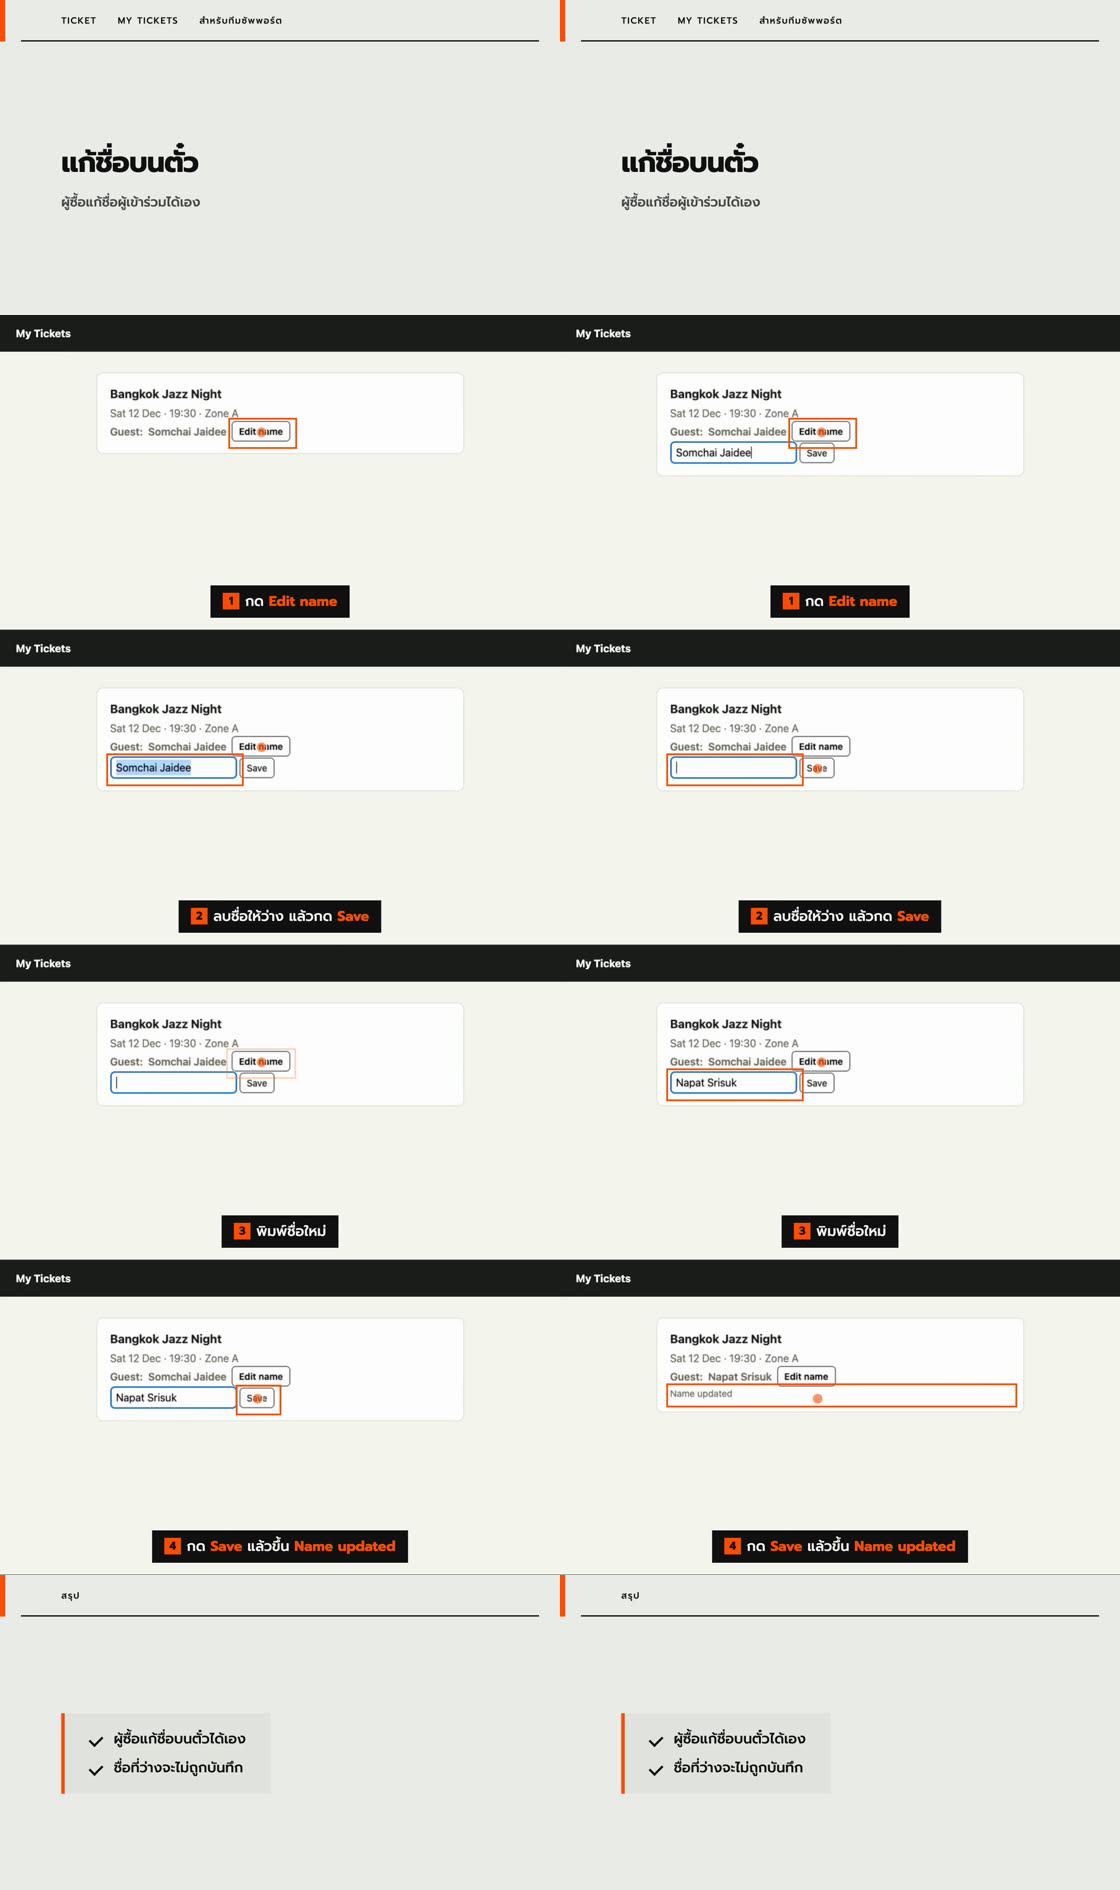 TICKET MY TICKETS สำหรับทีมซัพพอร์ต
แก้ชื่อบนตั๋ว
ผู้ซื้อแก้ชื่อผู้เข้าร่วมได้เอง
TICKET MY TICKETS สำหรับทีมซัพพอร์ต
แก้ชื่อบนตั๋ว
ผู้ซื้อแก้ชื่อผู้เข้าร่วมได้เอง
My Tickets
Bangkok Jazz Night
Sat 12 Dec · 19:30 · Zone A
Guest: Somchai Jaidee Edit name
1 กด Edit name
My Tickets
Bangkok Jazz Night
Sat 12 Dec · 19:30 · Zone A
Guest: Somchai Jaidee Edit name
Somchai Jaidee Save
1 กด Edit name
My Tickets
Bangkok Jazz Night
Sat 12 Dec · 19:30 · Zone A
Guest: Somchai Jaidee Edit name
Somchai Jaidee Save
2 ลบชื่อให้ว่าง แล้วกด Save
My Tickets
Bangkok Jazz Night
Sat 12 Dec · 19:30 · Zone A
Guest: Somchai Jaidee Edit name
Save
2 ลบชื่อให้ว่าง แล้วกด Save
My Tickets
Bangkok Jazz Night
Sat 12 Dec · 19:30 · Zone A
Guest: Somchai Jaidee Edit name
Save
3 พิมพ์ชื่อใหม่
My Tickets
Bangkok Jazz Night
Sat 12 Dec · 19:30 · Zone A
Guest: Somchai Jaidee Edit name
Napat Srisuk Save
3 พิมพ์ชื่อใหม่
My Tickets
Bangkok Jazz Night
Sat 12 Dec · 19:30 · Zone A
Guest: Somchai Jaidee Edit name
Napat Srisuk Save
4 กด Save แล้วขึ้น Name updated
My Tickets
Bangkok Jazz Night
Sat 12 Dec · 19:30 · Zone A
Guest: Napat Srisuk Edit name
Name updated
4 กด Save แล้วขึ้น Name updated
สรุป
ผู้ซื้อแก้ชื่อบนตั๋วได้เอง
ชื่อที่ว่างจะไม่ถูกบันทึก
สรุป
ผู้ซื้อแก้ชื่อบนตั๋วได้เอง
ชื่อที่ว่างจะไม่ถูกบันทึก